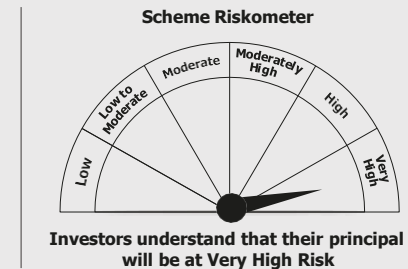 Scheme Riskometer
Low
Low to
Moderate
Moderate
Moderately
High
High
Very
High
Investors understand that their principal
will be at Very High Risk